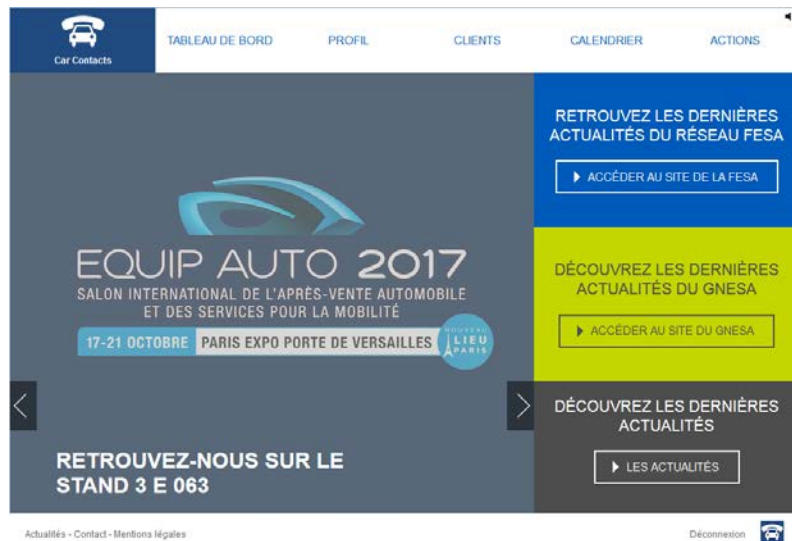 Car Contacts
TABLEAU DE BORD
PROFIL
CLIENTS
CALENDRIER
ACTIONS
EQUIP AUTO 2017
SALON INTERNATIONAL DE L'APRÈS-VENTE AUTOMOBILE
ET DES SERVICES POUR LA MOBILITÉ
17-21 OCTOBRE PARIS EXPO PORTE DE VERSAILLES
NOUVEAU
LIEU
À PARIS
RETROUVEZ-NOUS SUR LE
STAND 3 E 063
RETROUVEZ LES DERNIÈRES
ACTUALITÉS DU RÉSEAU FESA
ACCÉDER AU SITE DE LA FESA
DÉCOUVREZ LES DERNIÈRES
ACTUALITÉS DU GNESA
ACCÉDER AU SITE DU GNESA
DÉCOUVREZ LES DERNIÈRES
ACTUALITÉS
LES ACTUALITÉS
Actualités - Contact - Mentions légales
Déconnexion